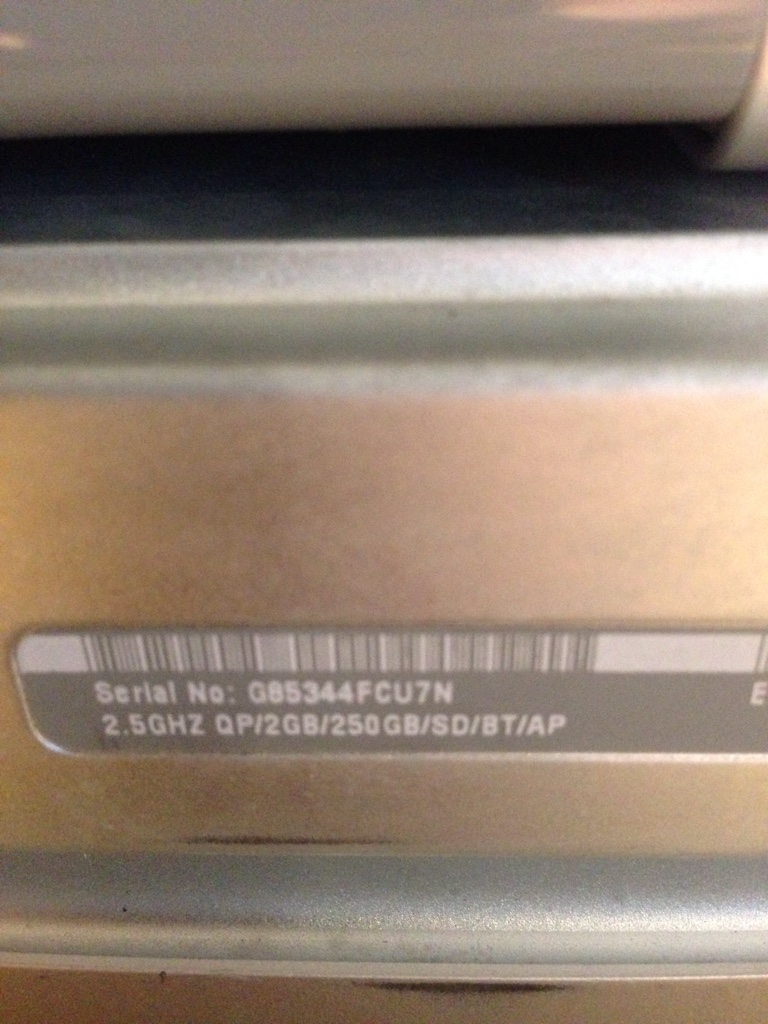 Serial No: G85344FCU7N
E
2.5GHZ QP/2GB/250GB/SD/BT/AP